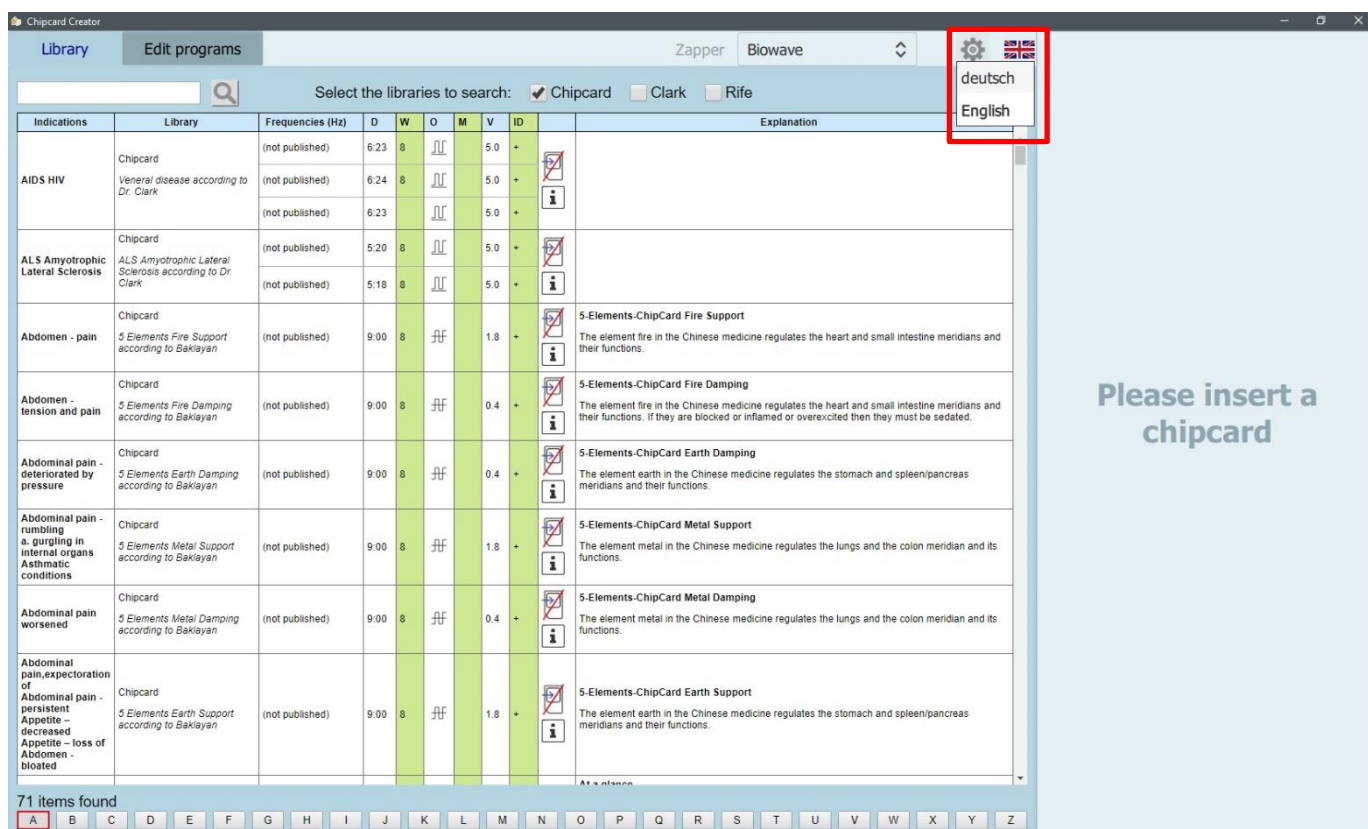 Chipcard Creator
Library
Edit programs
Zapper
Biowave
deutsch
English
Select the libraries to search:
Chipcard
Clark
Rife
Indications
Library
Frequencies (Hz)
D
W
O
M
V
ID
Explanation
AIDS HIV
Chipcard
Veneral disease according to
Dr. Clark
(not published)
6:23
8
5.0
+
(not published)
6:24
8
5.0
+
(not published)
6:23
5.0
+
i
ALS Amyotrophic
Lateral Sclerosis
Chipcard
ALS Amyotrophic Lateral
Sclerosis according to Dr.
Clark
(not published)
5:20
8
5.0
+
(not published)
5:18
8
5.0
+
i
Abdomen - pain
Chipcard
5 Elements Fire Support
according to Baklayan
(not published)
9:00
8
1.8
+
i
5-Elements-ChipCard Fire Support
The element fire in the Chinese medicine regulates the heart and small intestine meridians and
their functions.
Abdomen -
tension and pain
Chipcard
5 Elements Fire Damping
according to Baklayan
(not published)
9:00
8
0.4
+
i
5-Elements-ChipCard Fire Damping
The element fire in the Chinese medicine regulates the heart and small intestine meridians and
their functions. If they are blocked or inflamed or overexcited then they must be sedated.
Abdominal pain -
deteriorated by
pressure
Chipcard
5 Elements Earth Damping
according to Baklayan
(not published)
9:00
8
0.4
+
i
5-Elements-ChipCard Earth Damping
The element earth in the Chinese medicine regulates the stomach and spleen/pancreas
meridians and their functions.
Abdominal pain -
rumbling
a. gurgling in
internal organs
Asthmatic
conditions
Chipcard
5 Elements Metal Support
according to Baklayan
(not published)
9:00
8
1.8
+
i
5-Elements-ChipCard Metal Support
The element metal in the Chinese medicine regulates the lungs and the colon meridian and its
functions.
Abdominal pain
worsened
Chipcard
5 Elements Metal Damping
according to Baklayan
(not published)
9:00
8
0.4
+
i
5-Elements-ChipCard Metal Damping
The element metal in the Chinese medicine regulates the lungs and the colon meridian and its
functions.
Abdominal
pain,expectoration
of
Abdominal pain -
persistent
Appetite –
decreased
Appetite – loss of
Abdomen -
bloated
Chipcard
5 Elements Earth Support
according to Baklayan
(not published)
9:00
8
1.8
+
i
5-Elements-ChipCard Earth Support
The element earth in the Chinese medicine regulates the stomach and spleen/pancreas
meridians and their functions.
At a glance
Please insert a
chipcard
71 items found
A B C D E F G H I J K L M N O P Q R S T U V W X Y Z